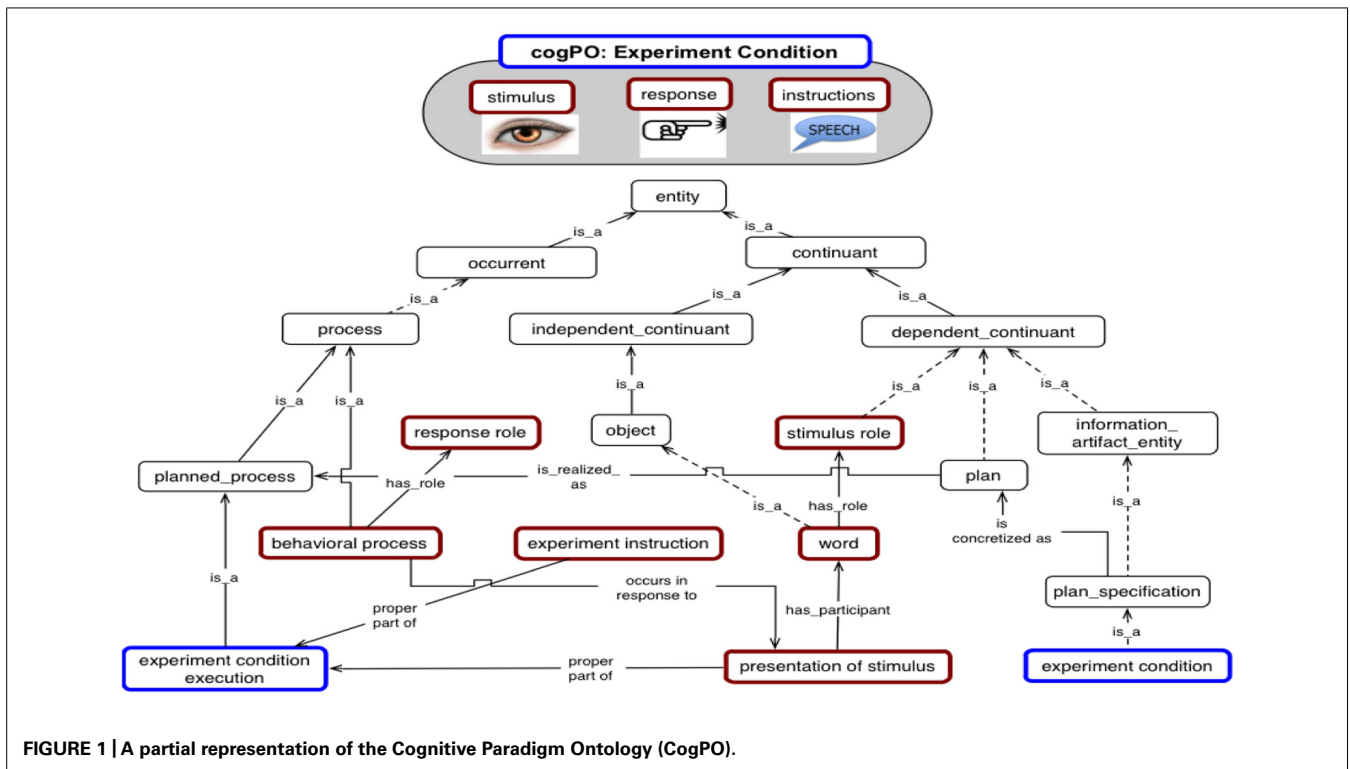 cogPO: Experiment Condition
stimulus
response
instructions
SPEECH
entity
is_a
is_a
occurrent
continuant
is_a
is_a
is_a
process
independent_continuant
dependent_continuant
is_a
is_a
is_a
is_a
is_a
is_a
response role
object
stimulus role
information_
artifact_entity
planned_process
has_role
is_realized_
as
plan
is_a
has_role
is_a
is
concretized as
behavioral process
experiment instruction
word
is_a
occurs in
response to
proper
part of
has_participant
plan_specification
is_a
experiment condition
execution
proper
part of
presentation of stimulus
experiment condition
FIGURE 1 | A partial representation of the Cognitive Paradigm Ontology (CogPO).